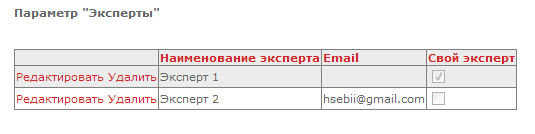 Параметр "Эксперты"
Наименование эксперта Email Свой эксперт
Редактировать Удалить Эксперт 1
Редактировать Удалить Эксперт 2 hsebii@gmail.com